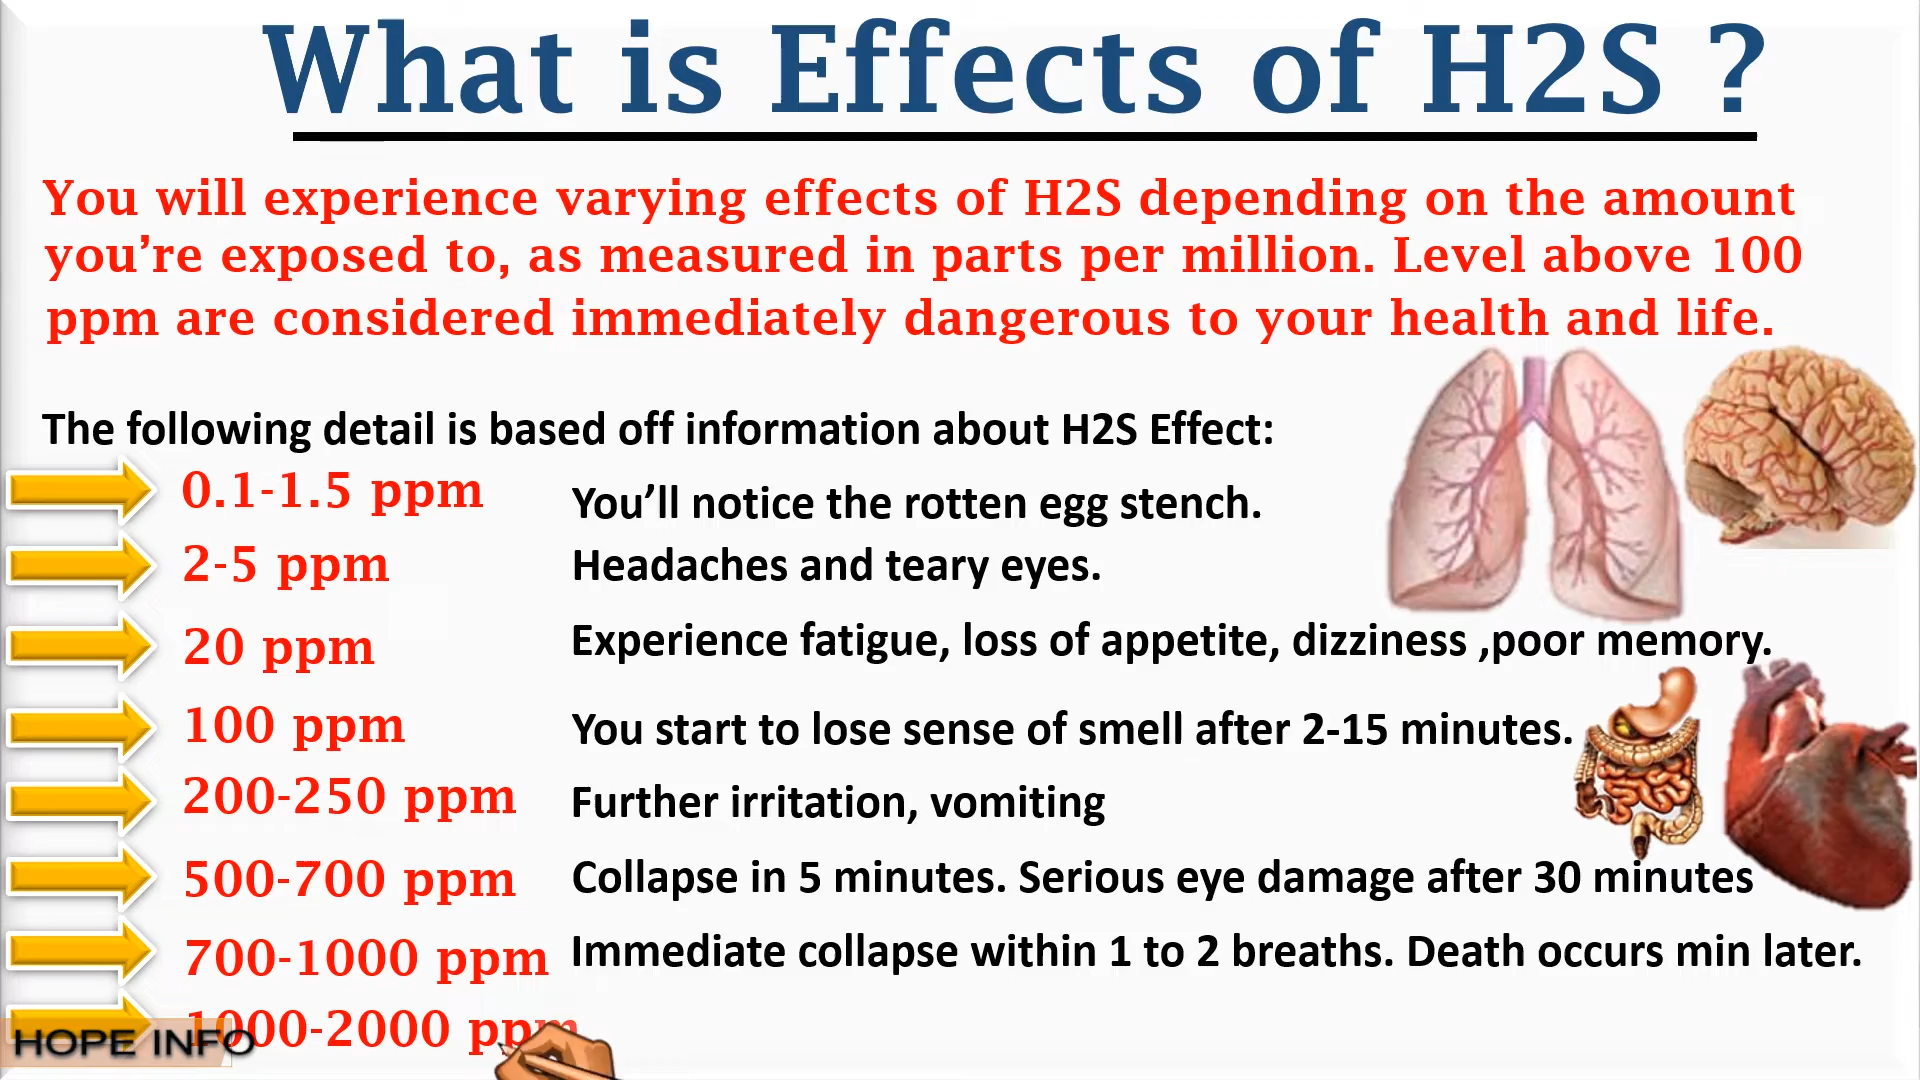 What is Effects of H2S ?
You will experience varying effects of H2S depending on the amount
you’re exposed to, as measured in parts per million. Level above 100
ppm are considered immediately dangerous to your health and life.
The following detail is based off information about H2S Effect:
0.1-1.5 ppm You’ll notice the rotten egg stench.
2-5 ppm Headaches and teary eyes.
20 ppm Experience fatigue, loss of appetite, dizziness ,poor memory.
100 ppm You start to lose sense of smell after 2-15 minutes.
200-250 ppm Further irritation, vomiting
500-700 ppm Collapse in 5 minutes. Serious eye damage after 30 minutes
700-1000 ppm Immediate collapse within 1 to 2 breaths. Death occurs min later.
1000-2000 ppm
HOPE INFO